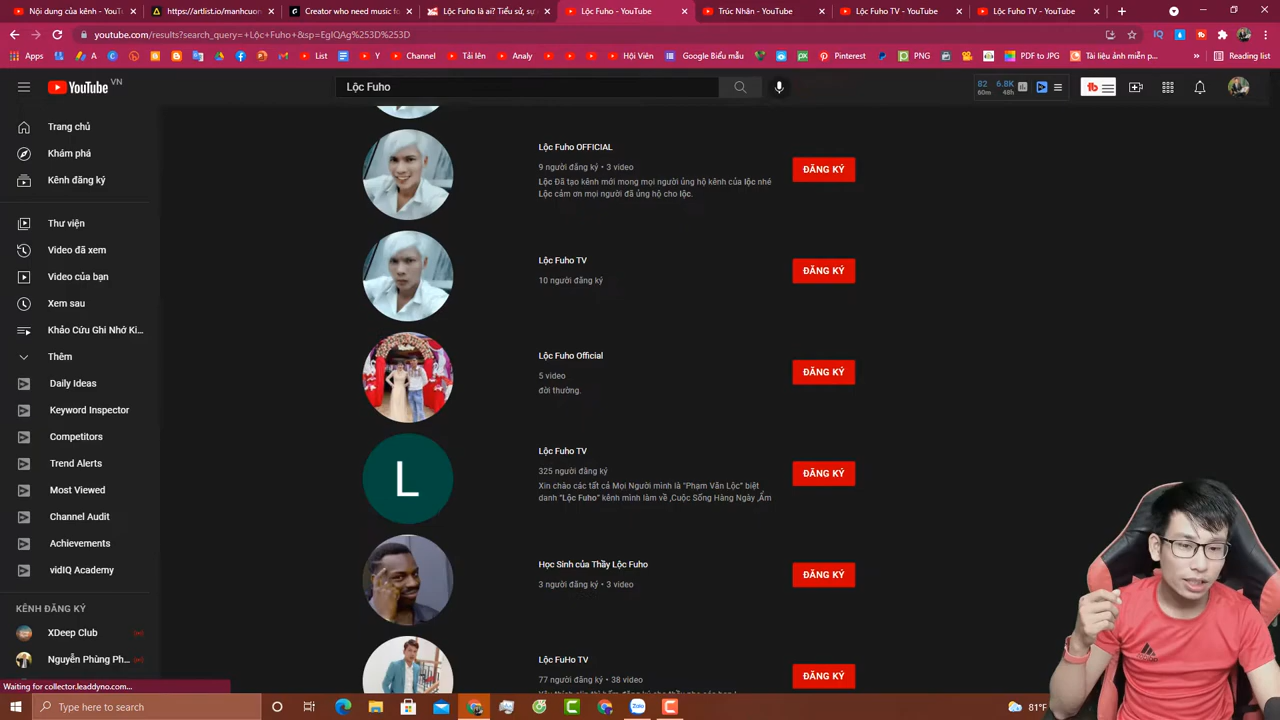 Nội dung của kênh - YouTu
https://artlist.io/manhcuon
Creator who need music fo
Lộc Fuho là ai? Tiểu sử, sự
Lộc Fuho - YouTube
Trúc Nhân - YouTube
Lộc Fuho TV - YouTube
Lộc Fuho TV - YouTube
youtube.com/results?search_query=+Lộc+Fuho+&sp=EgIQAg%253D%253D
Apps
List
Y
Channel
Tải lên
Analy
Hội Viên
Google Biểu mẫu
Pinterest
PNG
PDF to JPG
Tài liệu ảnh miễn p...
Reading list
YouTube VN
Lộc Fuho
82
60m
6.8K
48h
Trang chủ
Khám phá
Kênh đăng ký
Thư viện
Video đã xem
Video của bạn
Xem sau
Khảo Cứu Ghi Nhớ Ki...
Thêm
Daily Ideas
Keyword Inspector
Competitors
Trend Alerts
Most Viewed
Channel Audit
Achievements
vidIQ Academy
KÊNH ĐĂNG KÝ
XDeep Club
Nguyễn Phùng Ph...
Lộc Fuho OFFICIAL
9 người đăng ký • 3 video
Lộc Đã tạo kênh mới mong mọi người ủng hộ kênh của lộc nhé
Lộc cảm ơn mọi người đã ủng hộ cho lộc.
ĐĂNG KÝ
Lộc Fuho TV
10 người đăng ký
ĐĂNG KÝ
Lộc Fuho Official
5 video
đời thường.
ĐĂNG KÝ
L
Lộc Fuho TV
325 người đăng ký
Xin chào các tất cả Mọi Người mình là "Phạm Văn Lộc" biệt
danh "Lộc Fuho" kênh mình làm về ,Cuộc Sống Hàng Ngày ,Ẩm
ĐĂNG KÝ
Học Sinh của Thầy Lộc Fuho
3 người đăng ký • 3 video
ĐĂNG KÝ
Lộc FuHo TV
77 người đăng ký • 38 video
ĐĂNG KÝ
Waiting for collector.leaddyno.com...
Type here to search
Zalo
81°F